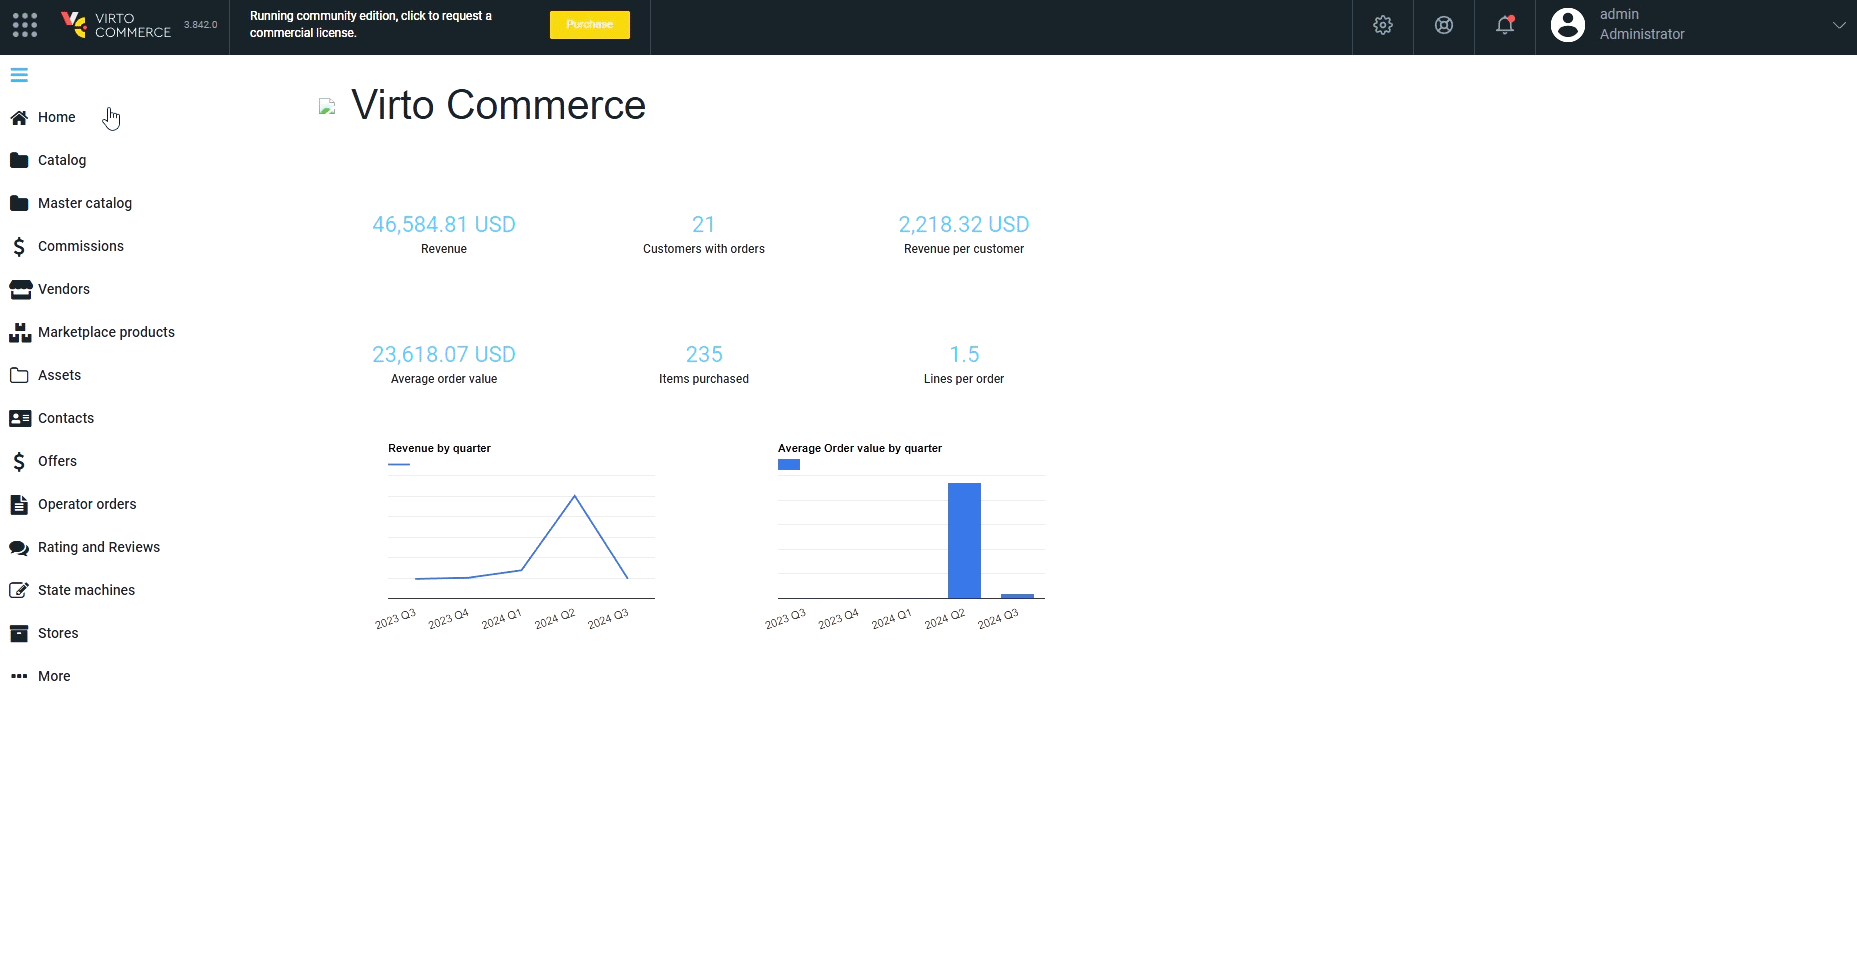 VIRTO
COMMERCE
3.842.0
Running community edition, click to request a
commercial license.
Purchase
admin
Administrator
Home
Catalog
Master catalog
Commissions
Vendors
Marketplace products
Assets
Contacts
Offers
Operator orders
Rating and Reviews
State machines
Stores
More
Virto Commerce
46,584.81 USD
Revenue
21
Customers with orders
2,218.32 USD
Revenue per customer
23,618.07 USD
Average order value
235
Items purchased
1.5
Lines per order
Revenue by quarter
2023 Q3 2023 Q4 2024 Q1 2024 Q2 2024 Q3
Average Order value by quarter
2023 Q3 2023 Q4 2024 Q1 2024 Q2 2024 Q3